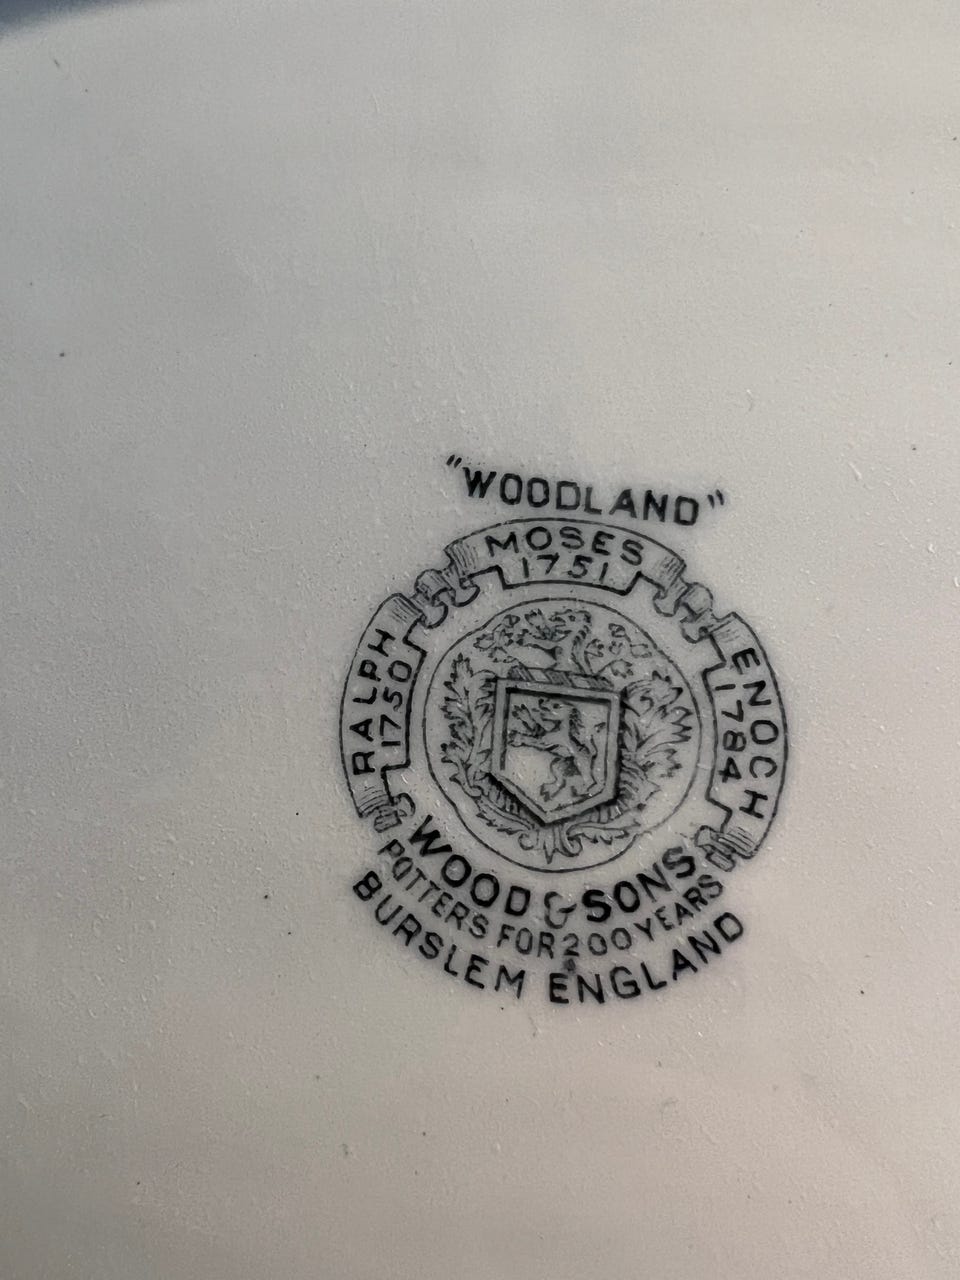 "WOODLAND"
MOSES
1751
RALPH
1750
ENOCH
1784
WOOD & SONS
POTTERS FOR 200 YEARS
BURSLEM ENGLAND